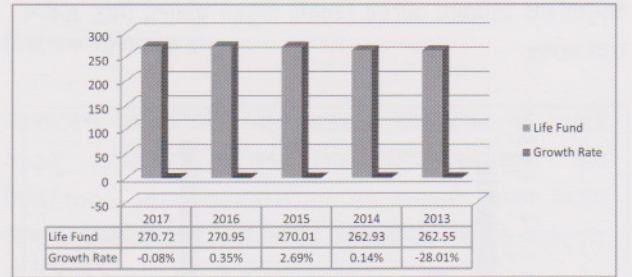 300
250
200
150
100
50
0
-50
Life Fund
Growth Rate
2017 2016 2015 2014 2013
Life Fund 270.72 270.95 270.01 262.93 262.55
Growth Rate -0.08% 0.35% 2.69% 0.14% -28.01%